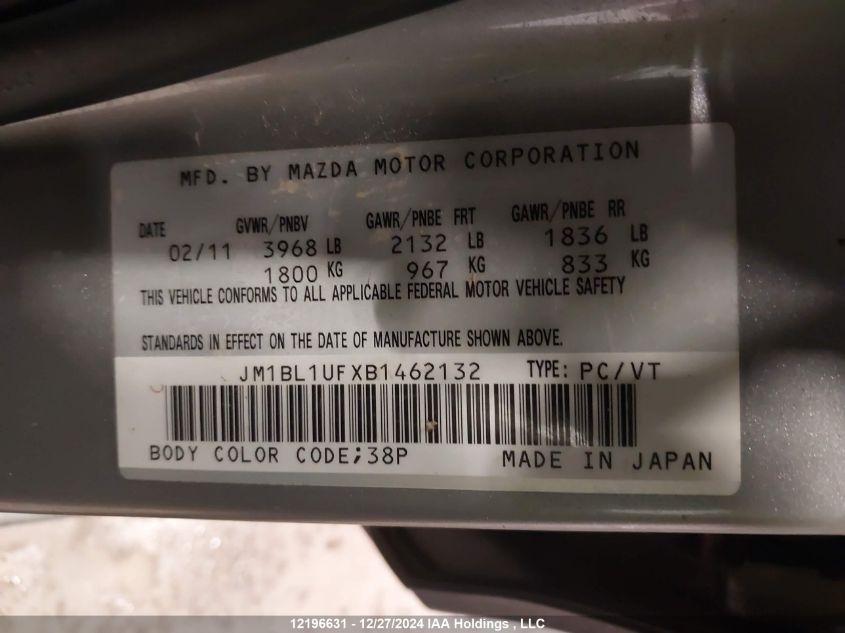 MFD. BY MAZDA MOTOR CORPORATION
DATE GVWR/PNBV GAWR/PNBE FRT GAWR/PNBE RR
02/11 3968 LB 2132 LB 1836 LB
1800 KG 967 KG 833 KG
THIS VEHICLE CONFORMS TO ALL APPLICABLE FEDERAL MOTOR VEHICLE SAFETY
STANDARDS IN EFFECT ON THE DATE OF MANUFACTURE SHOWN ABOVE.
JM1BL1UFXB1462132 TYPE: PC/VT
BODY COLOR CODE;38P MADE IN JAPAN
12196631 - 12/27/2024 IAA Holdings , LLC